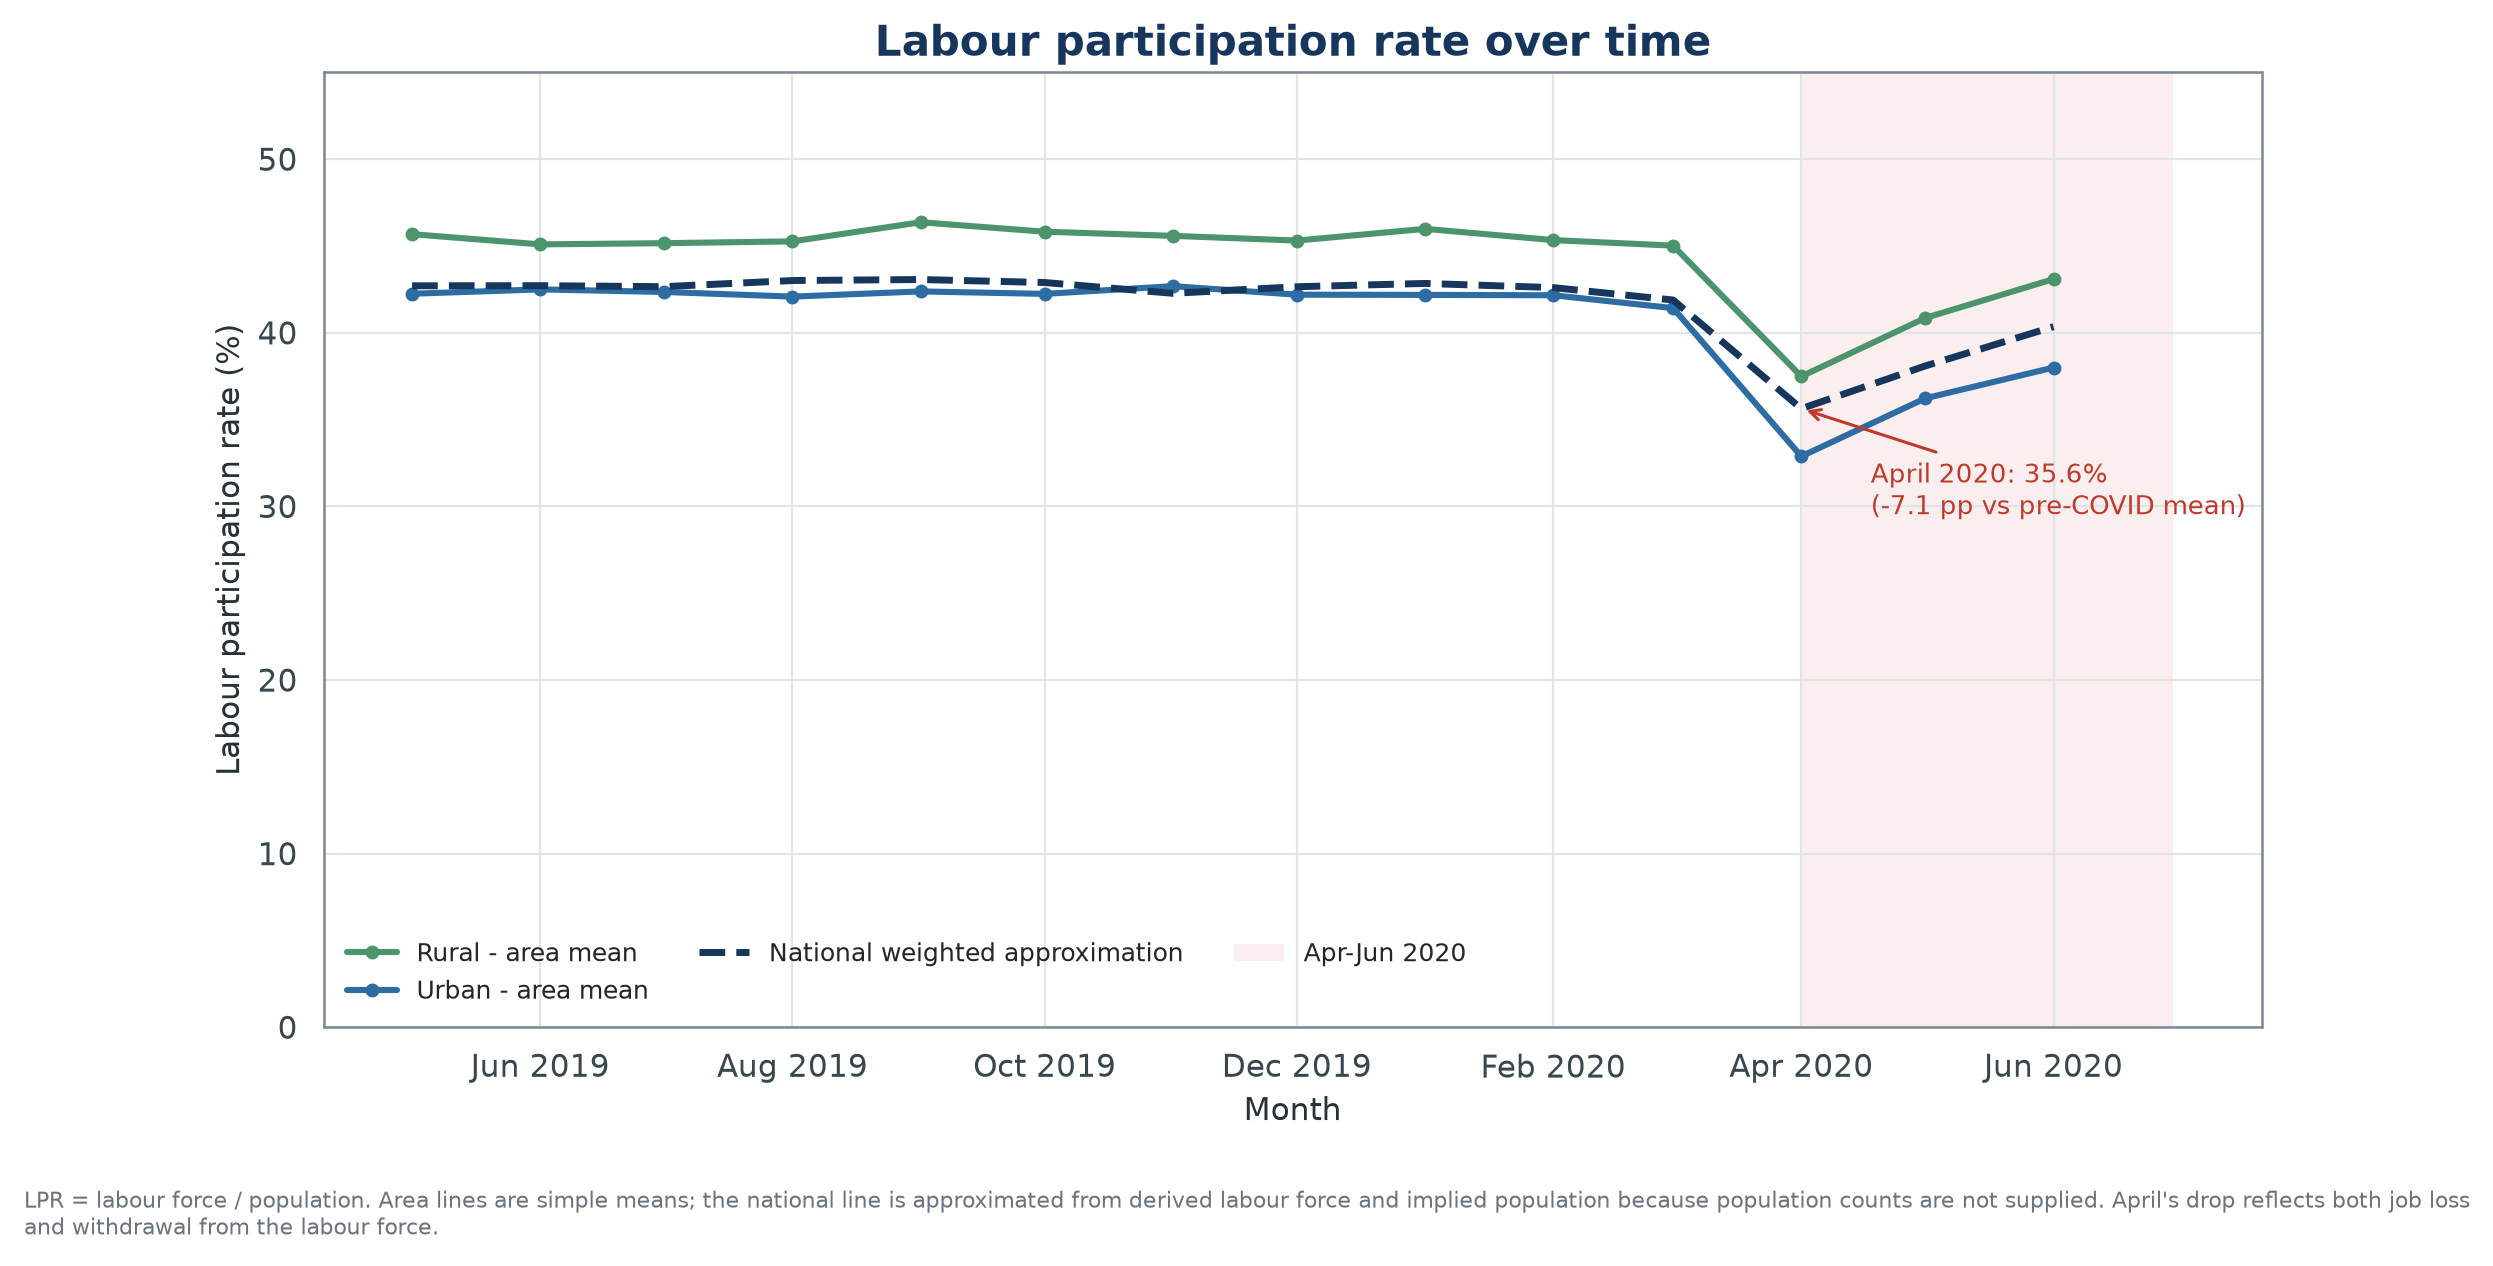 Labour participation rate over time
Labour participation rate (%)
50
40
30
20
10
0
April 2020: 35.6%
(-7.1 pp vs pre-COVID mean)
Rural - area mean
Urban - area mean
National weighted approximation
Apr-Jun 2020
Jun 2019
Aug 2019
Oct 2019
Dec 2019
Feb 2020
Apr 2020
Jun 2020
Month
LPR = labour force / population. Area lines are simple means; the national line is approximated from derived labour force and implied population because population counts are not supplied. April's drop reflects both job loss
and withdrawal from the labour force.